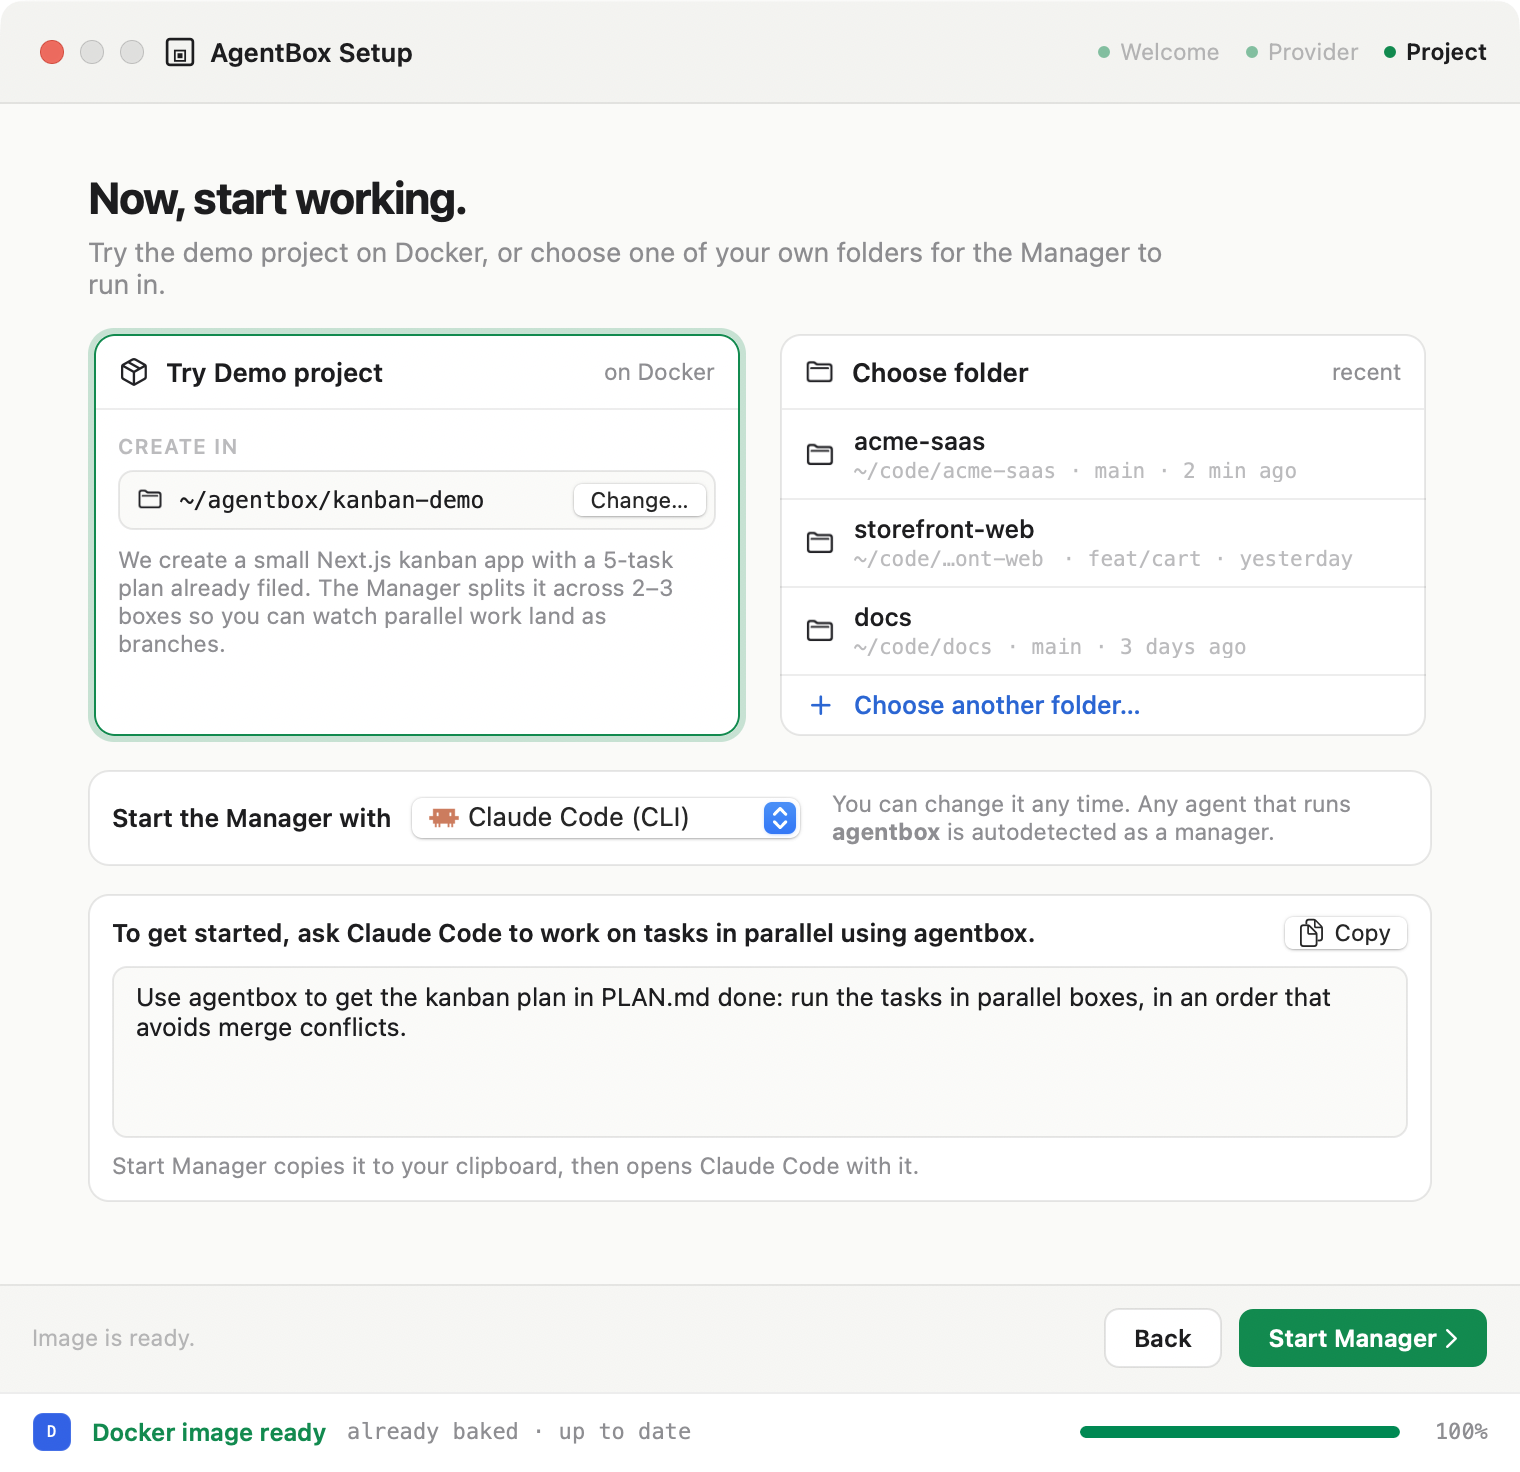 AgentBox Setup
Welcome
Provider
Project
Now, start working.
Try the demo project on Docker, or choose one of your own folders for the Manager to
run in.
Try Demo project
on Docker
CREATE IN
~/agentbox/kanban-demo
Change...
We create a small Next.js kanban app with a 5-task
plan already filed. The Manager splits it across 2–3
boxes so you can watch parallel work land as
branches.
Choose folder
recent
acme-saas
~/code/acme-saas · main · 2 min ago
storefront-web
~/code/…ont-web · feat/cart · yesterday
docs
~/code/docs · main · 3 days ago
+ Choose another folder...
Start the Manager with
Claude Code (CLI)
You can change it any time. Any agent that runs
agentbox is autodetected as a manager.
To get started, ask Claude Code to work on tasks in parallel using agentbox.
Copy
Use agentbox to get the kanban plan in PLAN.md done: run the tasks in parallel boxes, in an order that
avoids merge conflicts.
Start Manager copies it to your clipboard, then opens Claude Code with it.
Image is ready.
Back
Start Manager >
D
Docker image ready
already baked · up to date
100%